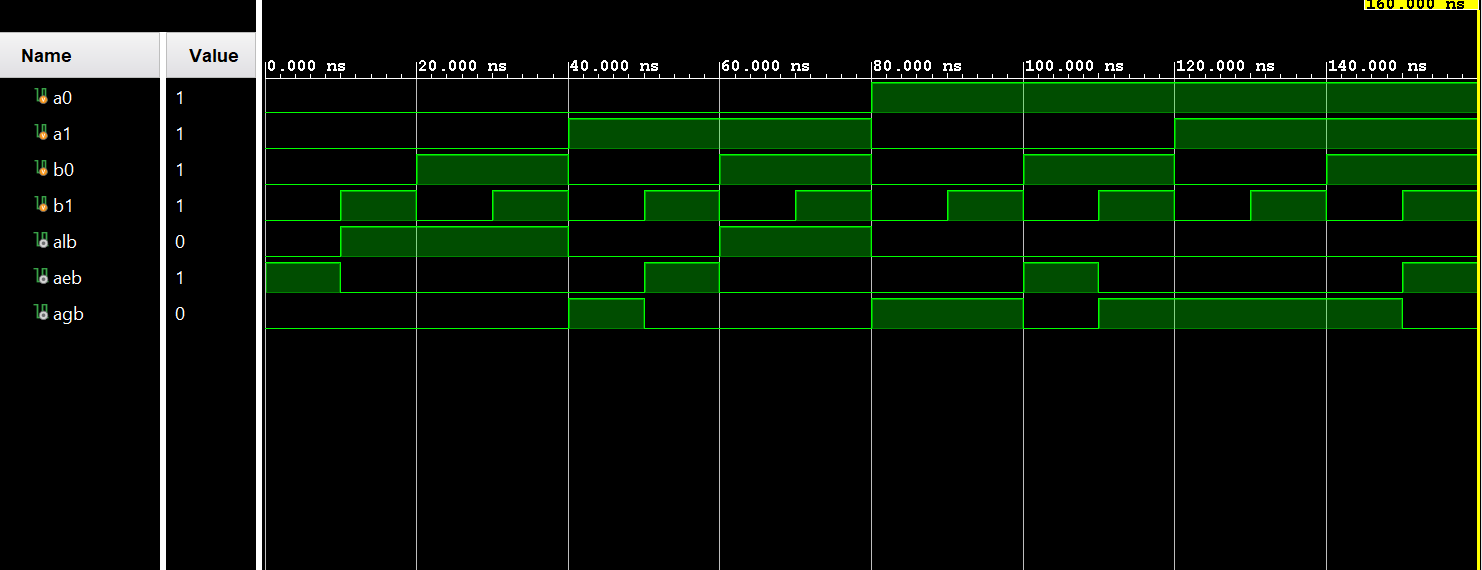 160.000 ns
Name Value
0.000 ns 20.000 ns 40.000 ns 60.000 ns 80.000 ns 100.000 ns 120.000 ns 140.000 ns
a0 1
a1 1
b0 1
b1 1
alb 0
aeb 1
agb 0